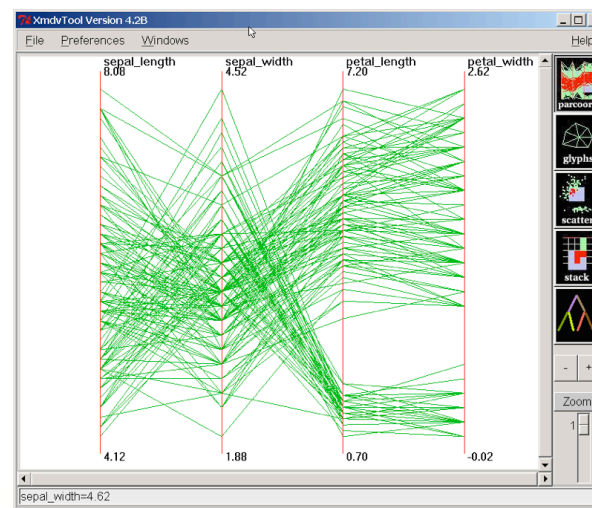 XmdvTool Version 4.2B
File Preferences Windows Help
sepal_length sepal_width petal_length petal_width
8.08 4.52 7.20 2.62
parcoor
glyphs
scatter
stack
- +
Zoom
1
4.12 1.88 0.70 -0.02
sepal_width=4.62